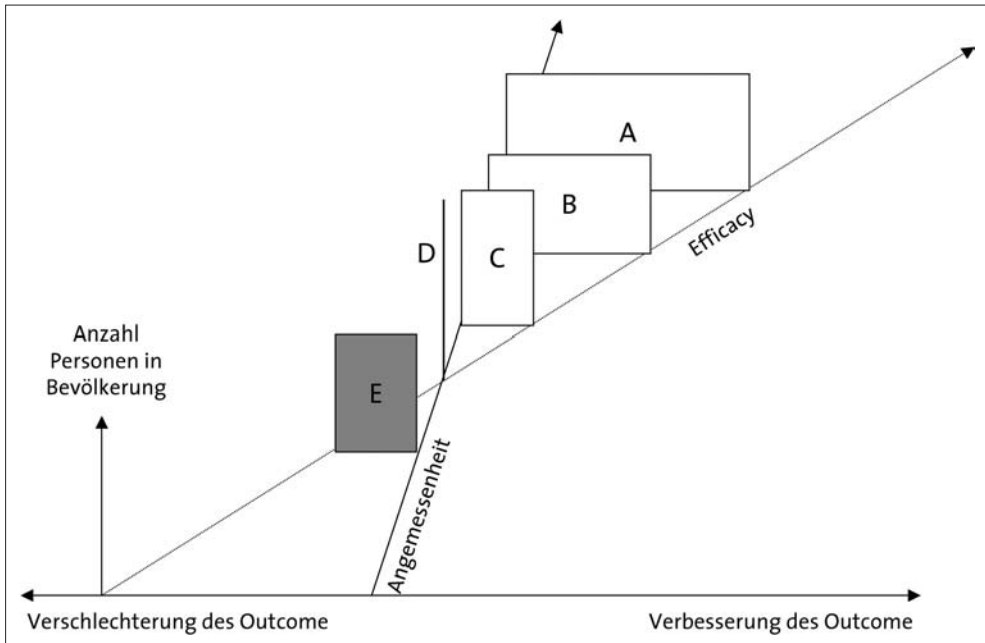 A
B
Efficacy
C
D
Anzahl
Personen in
Bevölkerung
E
Angemessenheit
Verschlechterung des Outcome
Verbesserung des Outcome